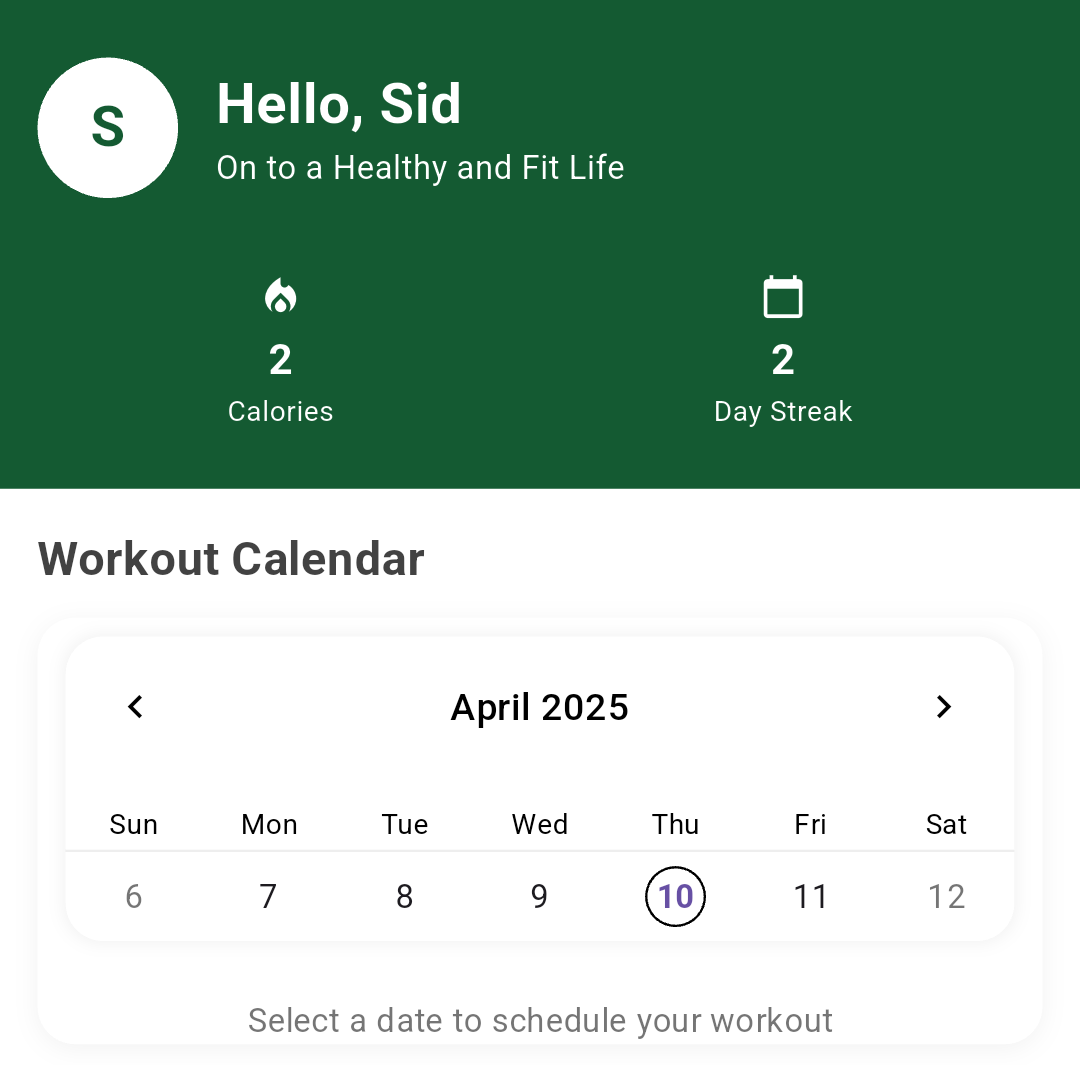 S
Hello, Sid
On to a Healthy and Fit Life
2
Calories
2
Day Streak
Workout Calendar
April 2025
Sun Mon Tue Wed Thu Fri Sat
6 7 8 9 10 11 12
Select a date to schedule your workout